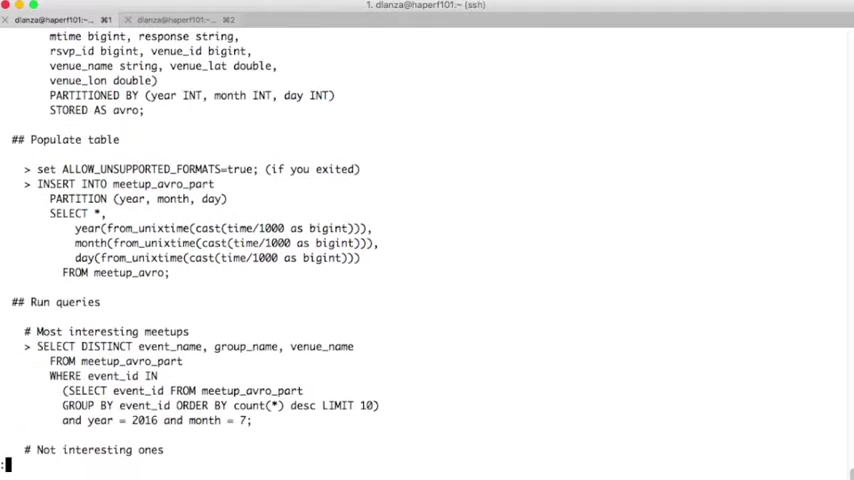 1. dlanza@haperf101:~ (ssh)
dlanza@haperf101:~... ⌘1
dlanza@haperf101:~... ⌘2
mtime bigint, response string,
rsvp_id bigint, venue_id bigint,
venue_name string, venue_lat double,
venue_lon double)
PARTITIONED BY (year INT, month INT, day INT)
STORED AS avro;
## Populate table
> set ALLOW_UNSUPPORTED_FORMATS=true; (if you exited)
> INSERT INTO meetup_avro_part
PARTITION (year, month, day)
SELECT *,
year(from_unixtime(cast(time/1000 as bigint))),
month(from_unixtime(cast(time/1000 as bigint))),
day(from_unixtime(cast(time/1000 as bigint)))
FROM meetup_avro;
## Run queries
# Most interesting meetups
> SELECT DISTINCT event_name, group_name, venue_name
FROM meetup_avro_part
WHERE event_id IN
(SELECT event_id FROM meetup_avro_part
GROUP BY event_id ORDER BY count(*) desc LIMIT 10)
and year = 2016 and month = 7;
# Not interesting ones
: